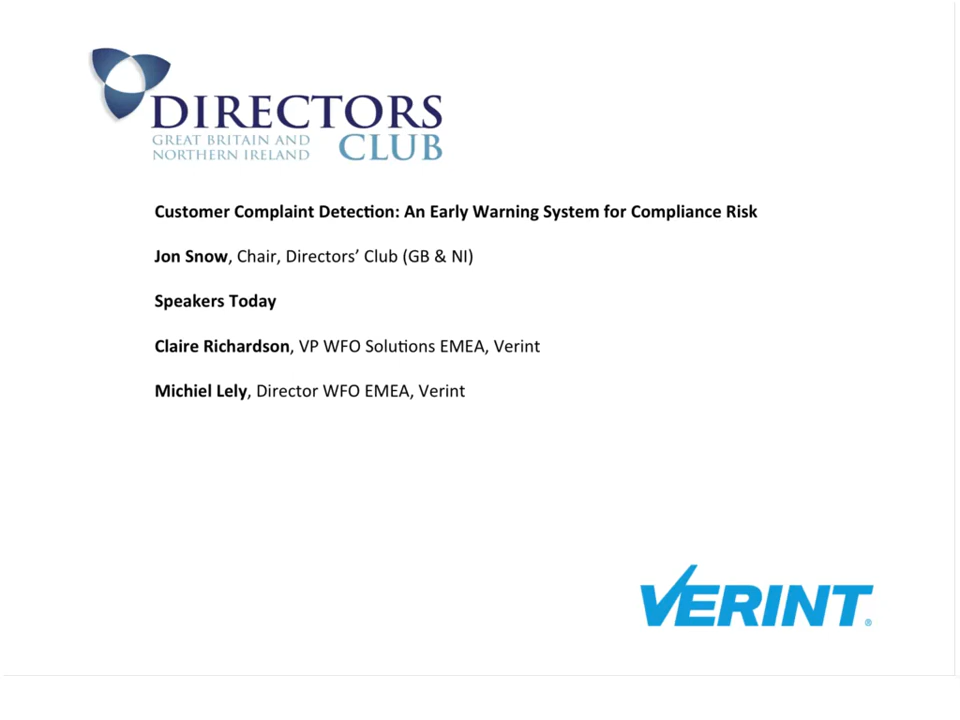 DIRECTORS
GREAT BRITAIN AND
NORTHERN IRELAND
CLUB
Customer Complaint Detection: An Early Warning System for Compliance Risk
Jon Snow, Chair, Directors’ Club (GB & NI)
Speakers Today
Claire Richardson, VP WFO Solutions EMEA, Verint
Michiel Lely, Director WFO EMEA, Verint
VERINT®